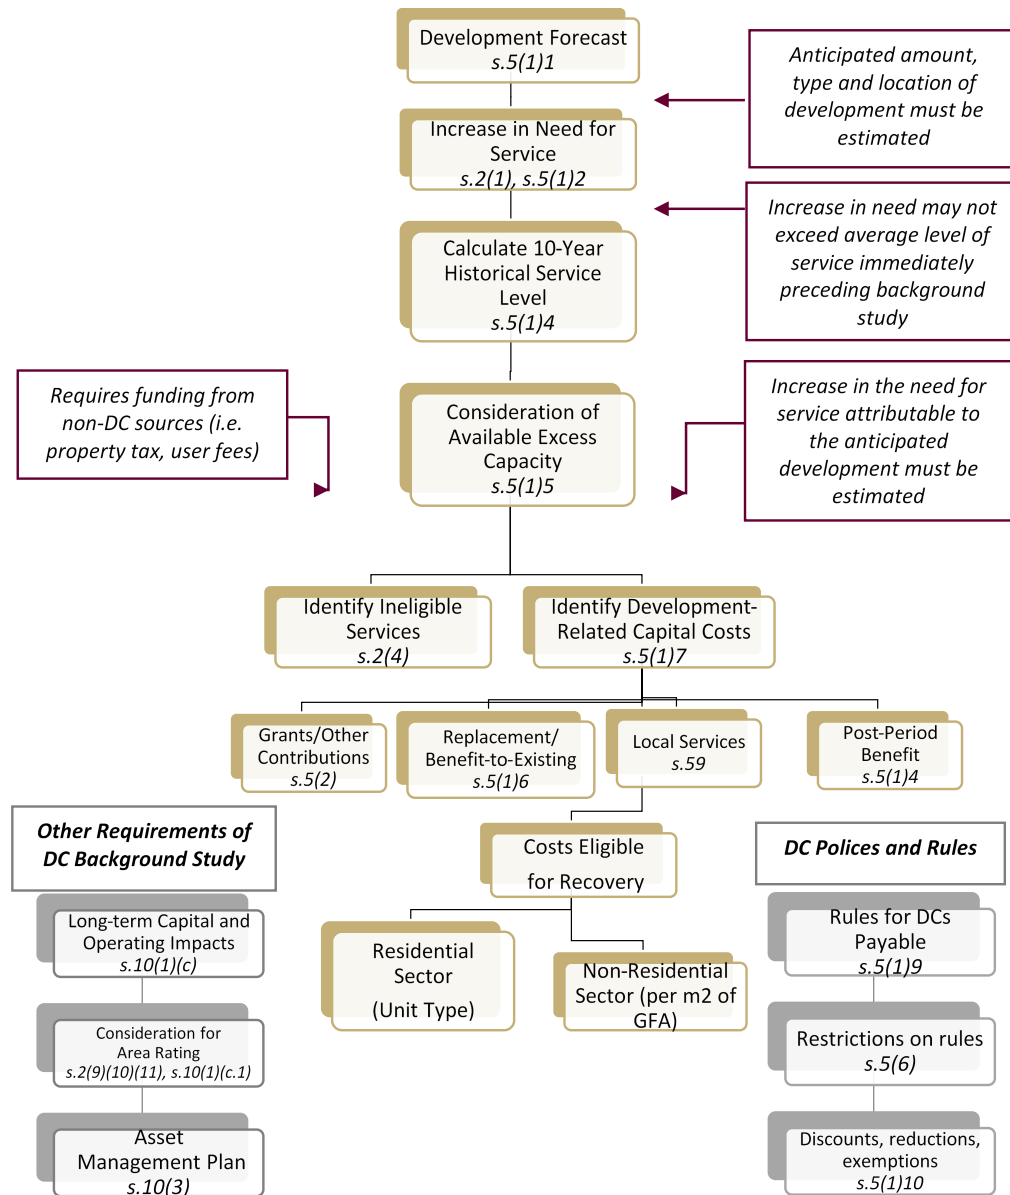 Development Forecast
s.5(1)1
Anticipated amount,
type and location of
development must be
estimated
Increase in Need for
Service
s.2(1), s.5(1)2
Increase in need may not
exceed average level of
service immediately
preceding background
study
Calculate 10-Year
Historical Service
Level
s.5(1)4
Requires funding from
non-DC sources (i.e.
property tax, user fees)
Consideration of
Available Excess
Capacity
s.5(1)5
Increase in the need for
service attributable to
the anticipated
development must be
estimated
Identify Ineligible
Services
s.2(4)
Identify Development-
Related Capital Costs
s.5(1)7
Grants/Other
Contributions
s.5(2)
Replacement/
Benefit-to-Existing
s.5(1)6
Local Services
s.59
Post-Period
Benefit
s.5(1)4
Other Requirements of
DC Background Study
Costs Eligible
for Recovery
DC Polices and Rules
Long-term Capital and
Operating Impacts
s.10(1)(c)
Residential
Sector
(Unit Type)
Non-Residential
Sector (per m2 of
GFA)
Rules for DCs
Payable
s.5(1)9
Consideration for
Area Rating
s.2(9)(10)(11), s.10(1)(c.1)
Restrictions on rules
s.5(6)
Asset
Management Plan
s.10(3)
Discounts, reductions,
exemptions
s.5(1)10